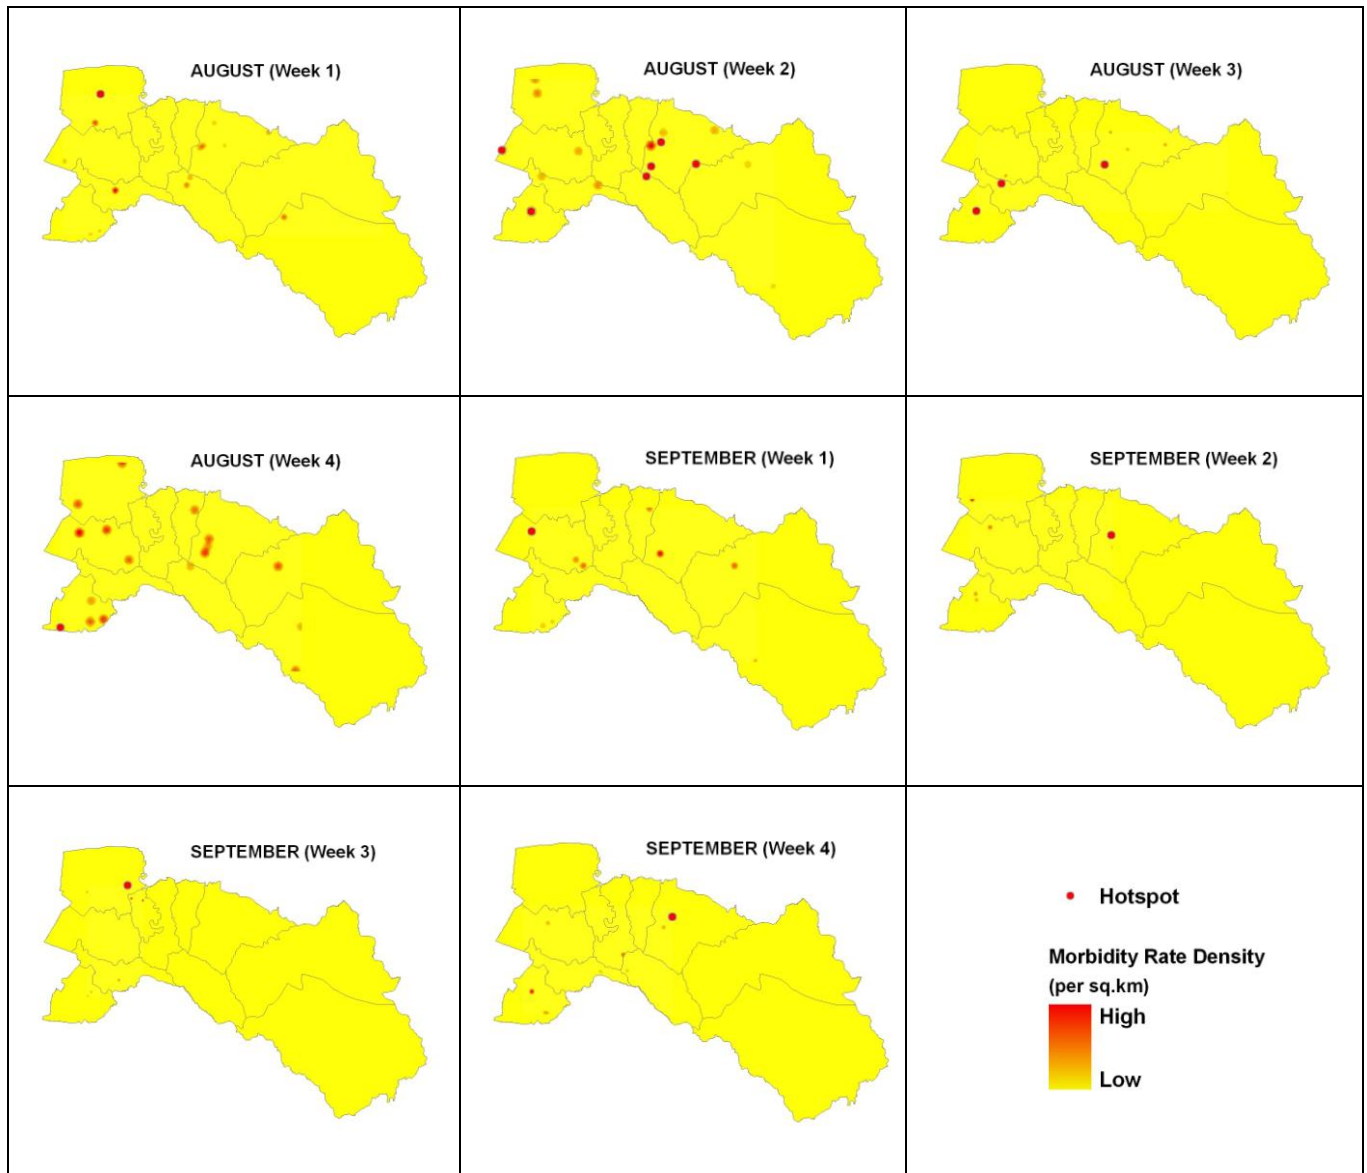 AUGUST (Week 1)
AUGUST (Week 2)
AUGUST (Week 3)
AUGUST (Week 4)
SEPTEMBER (Week 1)
SEPTEMBER (Week 2)
SEPTEMBER (Week 3)
SEPTEMBER (Week 4)
Hotspot
Morbidity Rate Density
(per sq.km)
High
Low